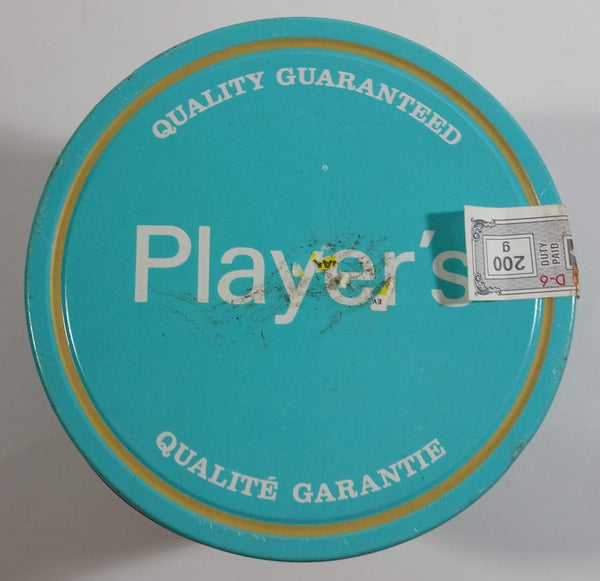 QUALITY GUARANTEED
Player's
200
g
DUTY
PAID
D-6
QUALITÉ GARANTIE